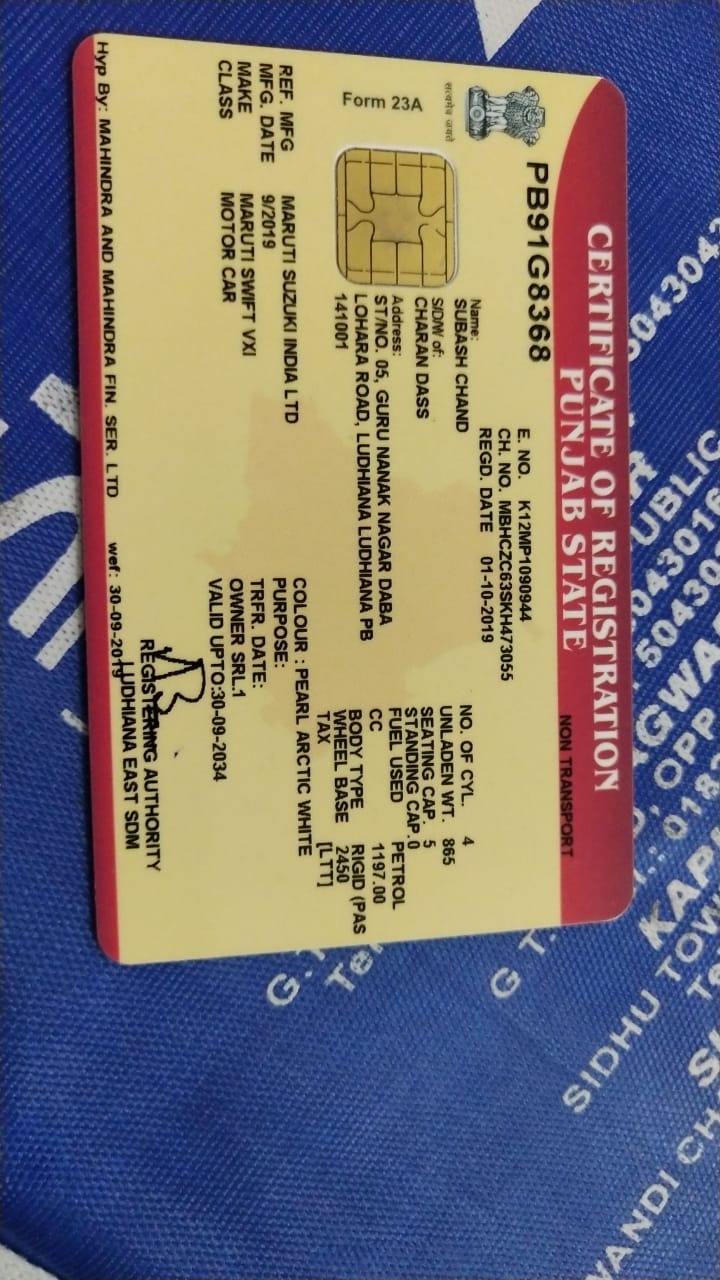 CERTIFICATE OF REGISTRATION
PUNJAB STATE
NON TRANSPORT
PB91G8368
सत्यमेव जयते
Form 23A
E. NO. K12MP1090944
CH. NO. MBHCZC63SKH473055
REGD. DATE 01-10-2019
Name:
SUBASH CHAND
S/D/W of:
CHARAN DASS
Address:
ST/NO. 05, GURU NANAK NAGAR DABA
LOHARA ROAD, LUDHIANA LUDHIANA PB
141001
NO. OF CYL. 4
UNLADEN WT. 865
SEATING CAP. 5
STANDING CAP. 0
FUEL USED PETROL
CC 1197.00
BODY TYPE RIGID (PAS
WHEEL BASE 2450
TAX [LTT]
REF. MFG MARUTI SUZUKI INDIA LTD
MFG. DATE 9/2019
MAKE MARUTI SWIFT VXI
CLASS MOTOR CAR
COLOUR : PEARL ARCTIC WHITE
PURPOSE:
TRFR. DATE:
OWNER SRL.1
VALID UPTO:30-09-2034
REGISTERING AUTHORITY
LUDHIANA EAST SDM
Hyp By: MAHINDRA AND MAHINDRA FIN. SER. LTD wef: 30-09-2019
SIDHU TOW